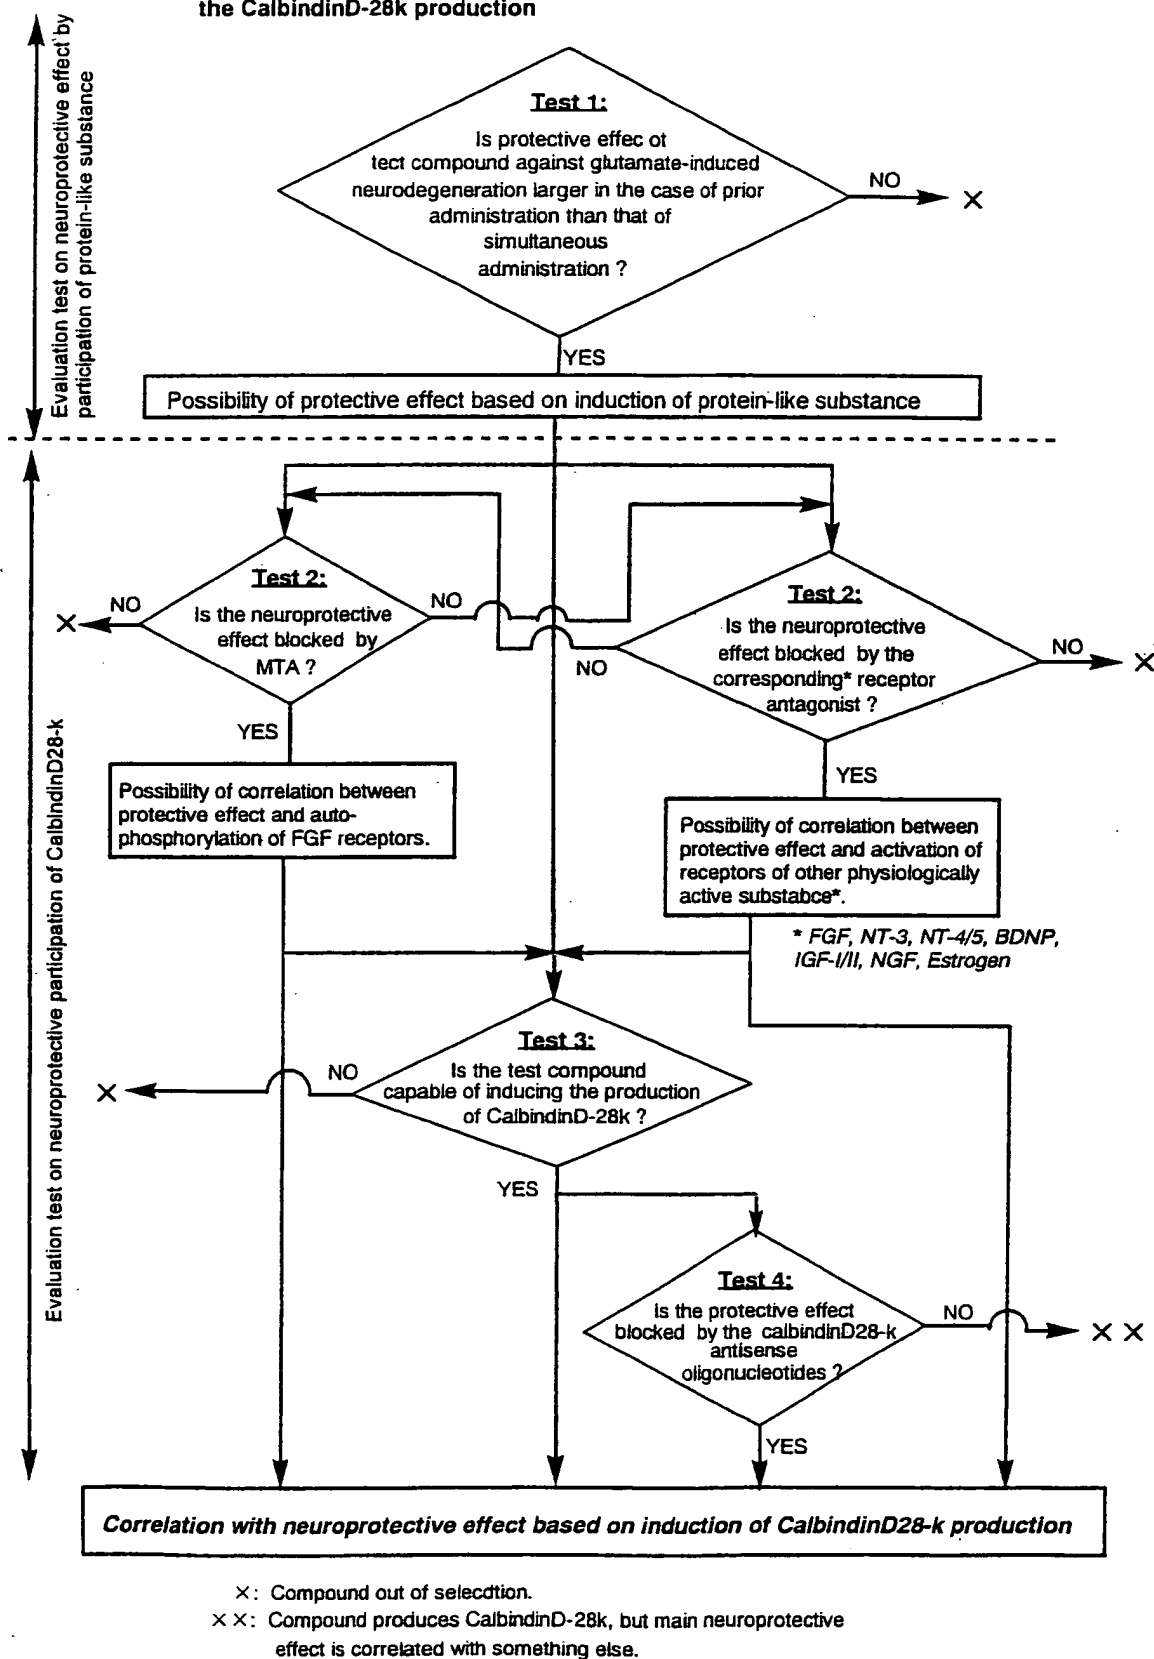 the CalbindinD-28k production
Evaluation test on neuroprotective effect by
participation of protein-like substance
Test 1:
Is protective effec ot
tect compound against glutamate-induced
neurodegeneration larger in the case of prior
administration than that of
simultaneous
administration ?
NO
×
YES
Possibility of protective effect based on induction of protein-like substance
Evaluation test on neuroprotective participation of CalbindinD28-k
Test 2:
Is the neuroprotective
effect blocked by
MTA ?
NO
×
NO
YES
Possibility of correlation between
protective effect and auto-
phosphorylation of FGF receptors.
Test 2:
Is the neuroprotective
effect blocked by the
corresponding* receptor
antagonist ?
NO
NO
×
YES
Possibility of correlation between
protective effect and activation of
receptors of other physiologically
active substabce*.
* FGF, NT-3, NT-4/5, BDNP,
IGF-I/II, NGF, Estrogen
Test 3:
Is the test compound
capable of inducing the production
of CalbindinD-28k ?
NO
×
YES
Test 4:
Is the protective effect
blocked by the calbindinD28-k
antisense
oligonucleotides ?
NO
× ×
YES
Correlation with neuroprotective effect based on induction of CalbindinD28-k production
×: Compound out of selecdtion.
× ×: Compound produces CalbindinD-28k, but main neuroprotective
effect is correlated with something else.